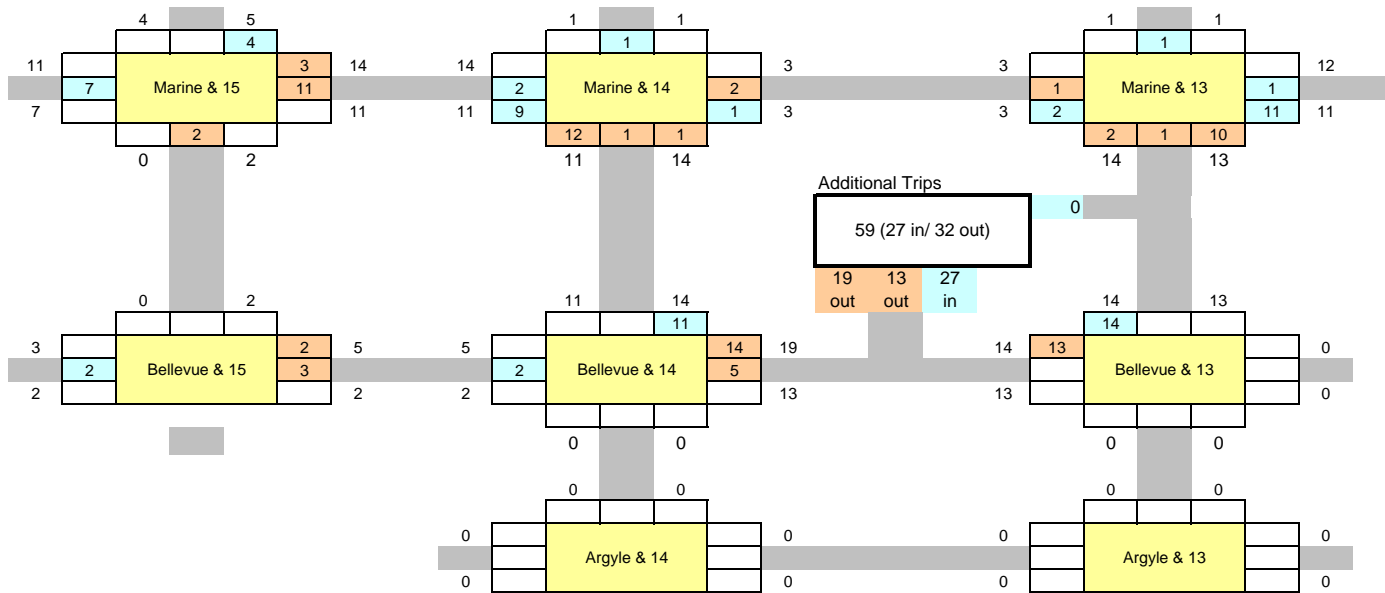 4 5 1 1 1 1
4 1 1
11 3 14 14 3 3 12
7 Marine & 15 11 2 Marine & 14 2 1 Marine & 13 1
7 11 11 9 1 3 3 2 11 11
2 12 1 1 2 1 10
0 2 11 14 14 13
Additional Trips
0
59 (27 in/ 32 out)
19 13 27
out out in
0 2 11 14 14 13
11 14
3 2 5 5 14 19 14 13 0
2 Bellevue & 15 3 2 Bellevue & 14 5 Bellevue & 13
2 2 2 13 13 0
0 0 0 0
0 0 0 0
0 0 0 0
Argyle & 14 Argyle & 13
0 0 0 0